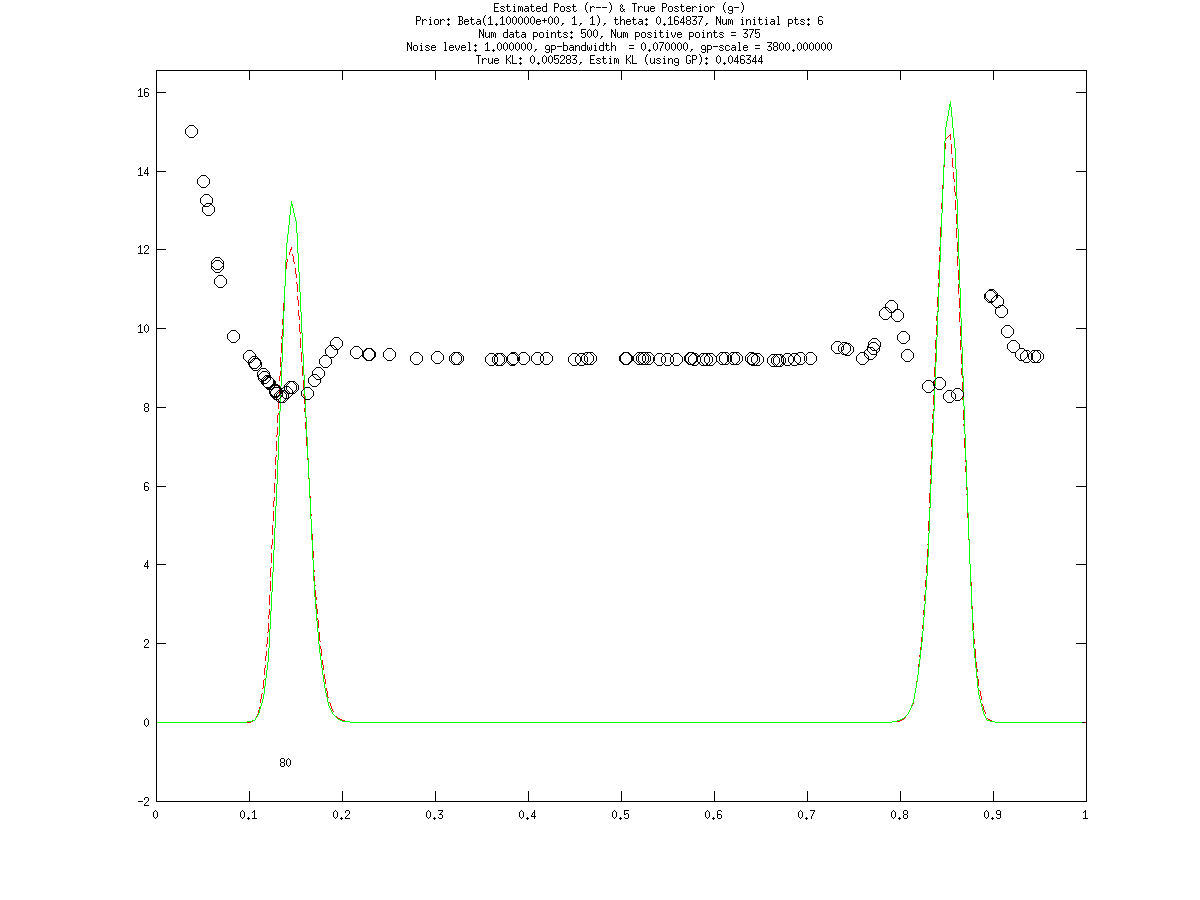 Estimated Post (r--) & True Posterior (g-)
Prior: Beta(1.100000e+00, 1, 1), theta: 0.164837, Num initial pts: 6
Num data points: 500, Num positive points = 375
Noise level: 1.000000, gp-bandwidth  = 0.070000, gp-scale = 3800.000000
True KL: 0.005283, Estim KL (using GP): 0.046344
16
14
12
10
8
6
4
2
0
80
-2
0 0.1 0.2 0.3 0.4 0.5 0.6 0.7 0.8 0.9 1